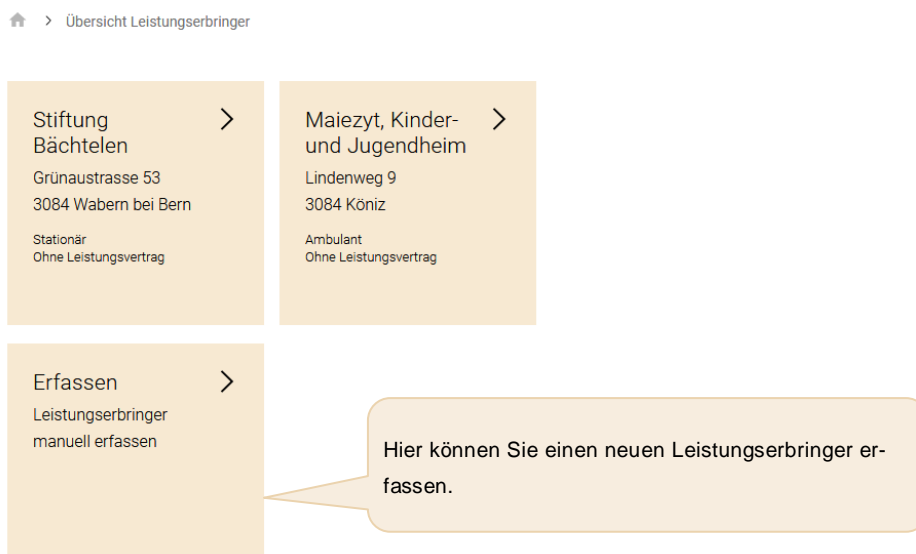 Übersicht Leistungserbringer
Stiftung
Bächtelen
Grünaustrasse 53
3084 Wabern bei Bern
Stationär
Ohne Leistungsvertrag
Maiezyt, Kinder-
und Jugendheim
Lindenweg 9
3084 Köniz
Ambulant
Ohne Leistungsvertrag
Erfassen
Leistungserbringer
manuell erfassen
Hier können Sie einen neuen Leistungserbringer er-
fassen.